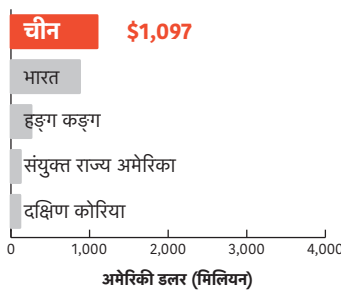 चीन $1,097
भारत
हङ्ग कङ्ग
संयुक्त राज्य अमेरिका
दक्षिण कोरिया
0 1,000 2,000 3,000 4,000
अमेरिकी डलर (मिलियन)